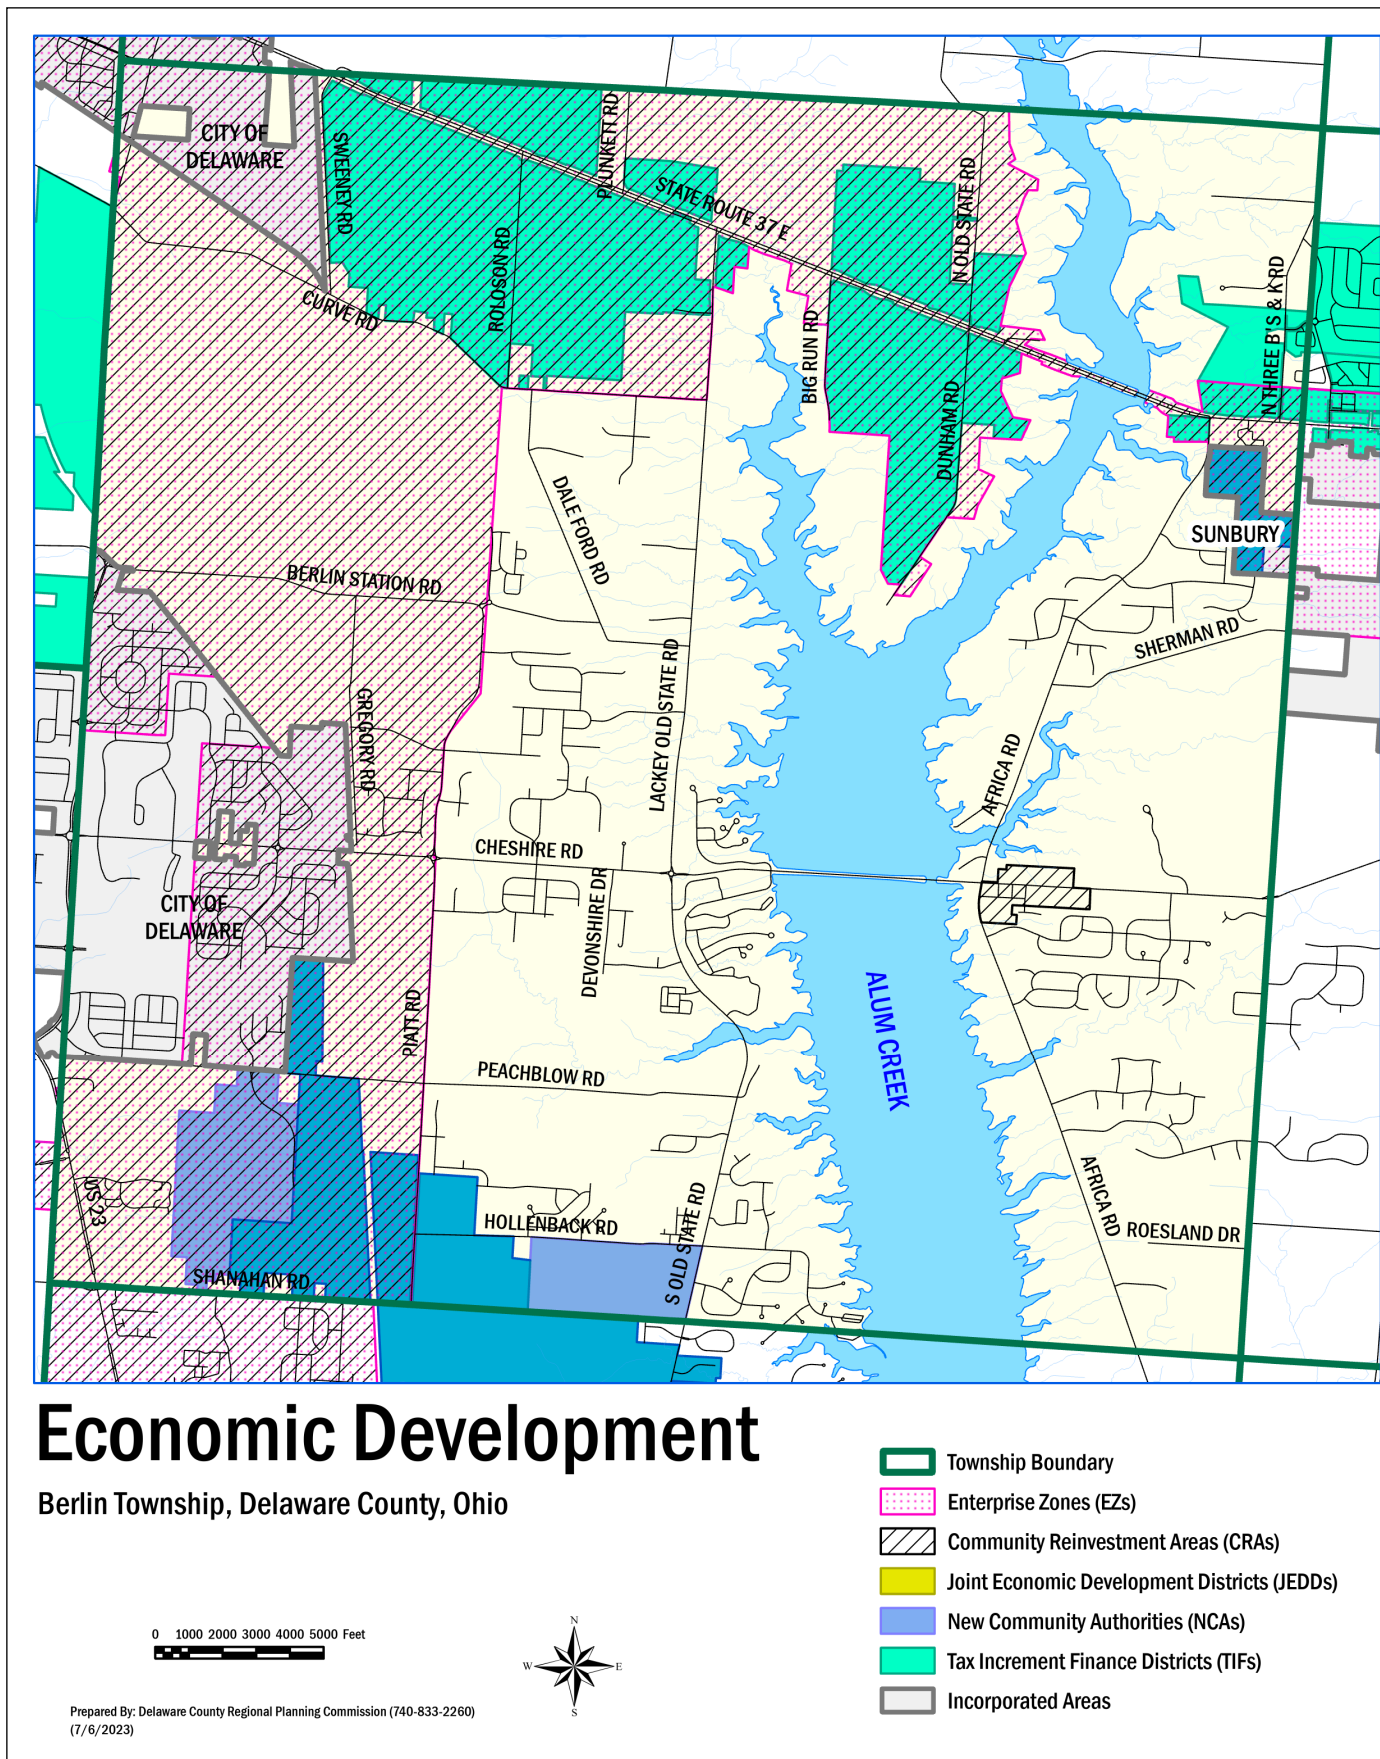 CITY OF
DELAWARE
SWEENEY RD
PLUNKETT RD
STATE ROUTE 37 E
N OLD STATE RD
ROLOSON RD
CURVE RD
BIG RUN RD
N THREE B'S & K RD
DUNHAM RD
DALE FORD RD
SUNBURY
BERLIN STATION RD
SHERMAN RD
GREGORY RD
LACKEY OLD STATE RD
AFRICA RD
CHESHIRE RD
DEVONSHIRE DR
CITY OF
DELAWARE
PIATT RD
ALUM CREEK
PEACHBLOW RD
US 23
AFRICA RD
HOLLENBACK RD
S OLD STATE RD
ROESLAND DR
SHANAHAN RD
Economic Development
Berlin Township, Delaware County, Ohio
Township Boundary
Enterprise Zones (EZs)
Community Reinvestment Areas (CRAs)
Joint Economic Development Districts (JEDDs)
New Community Authorities (NCAs)
Tax Increment Finance Districts (TIFs)
Incorporated Areas
0 1000 2000 3000 4000 5000 Feet
N
W E
S
Prepared By: Delaware County Regional Planning Commission (740-833-2260)
(7/6/2023)